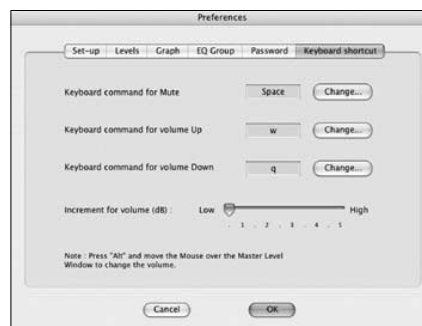 Preferences
Set-up Levels Graph EQ Group Password Keyboard shortcut
Keyboard command for Mute Space Change...
Keyboard command for volume Up w Change...
Keyboard command for volume Down q Change...
Increment for volume (dB) : Low High
. 1 . 2 . 3 . 4 . 5
Note : Press "Alt" and move the Mouse over the Master Level
Window to change the volume.
Cancel OK